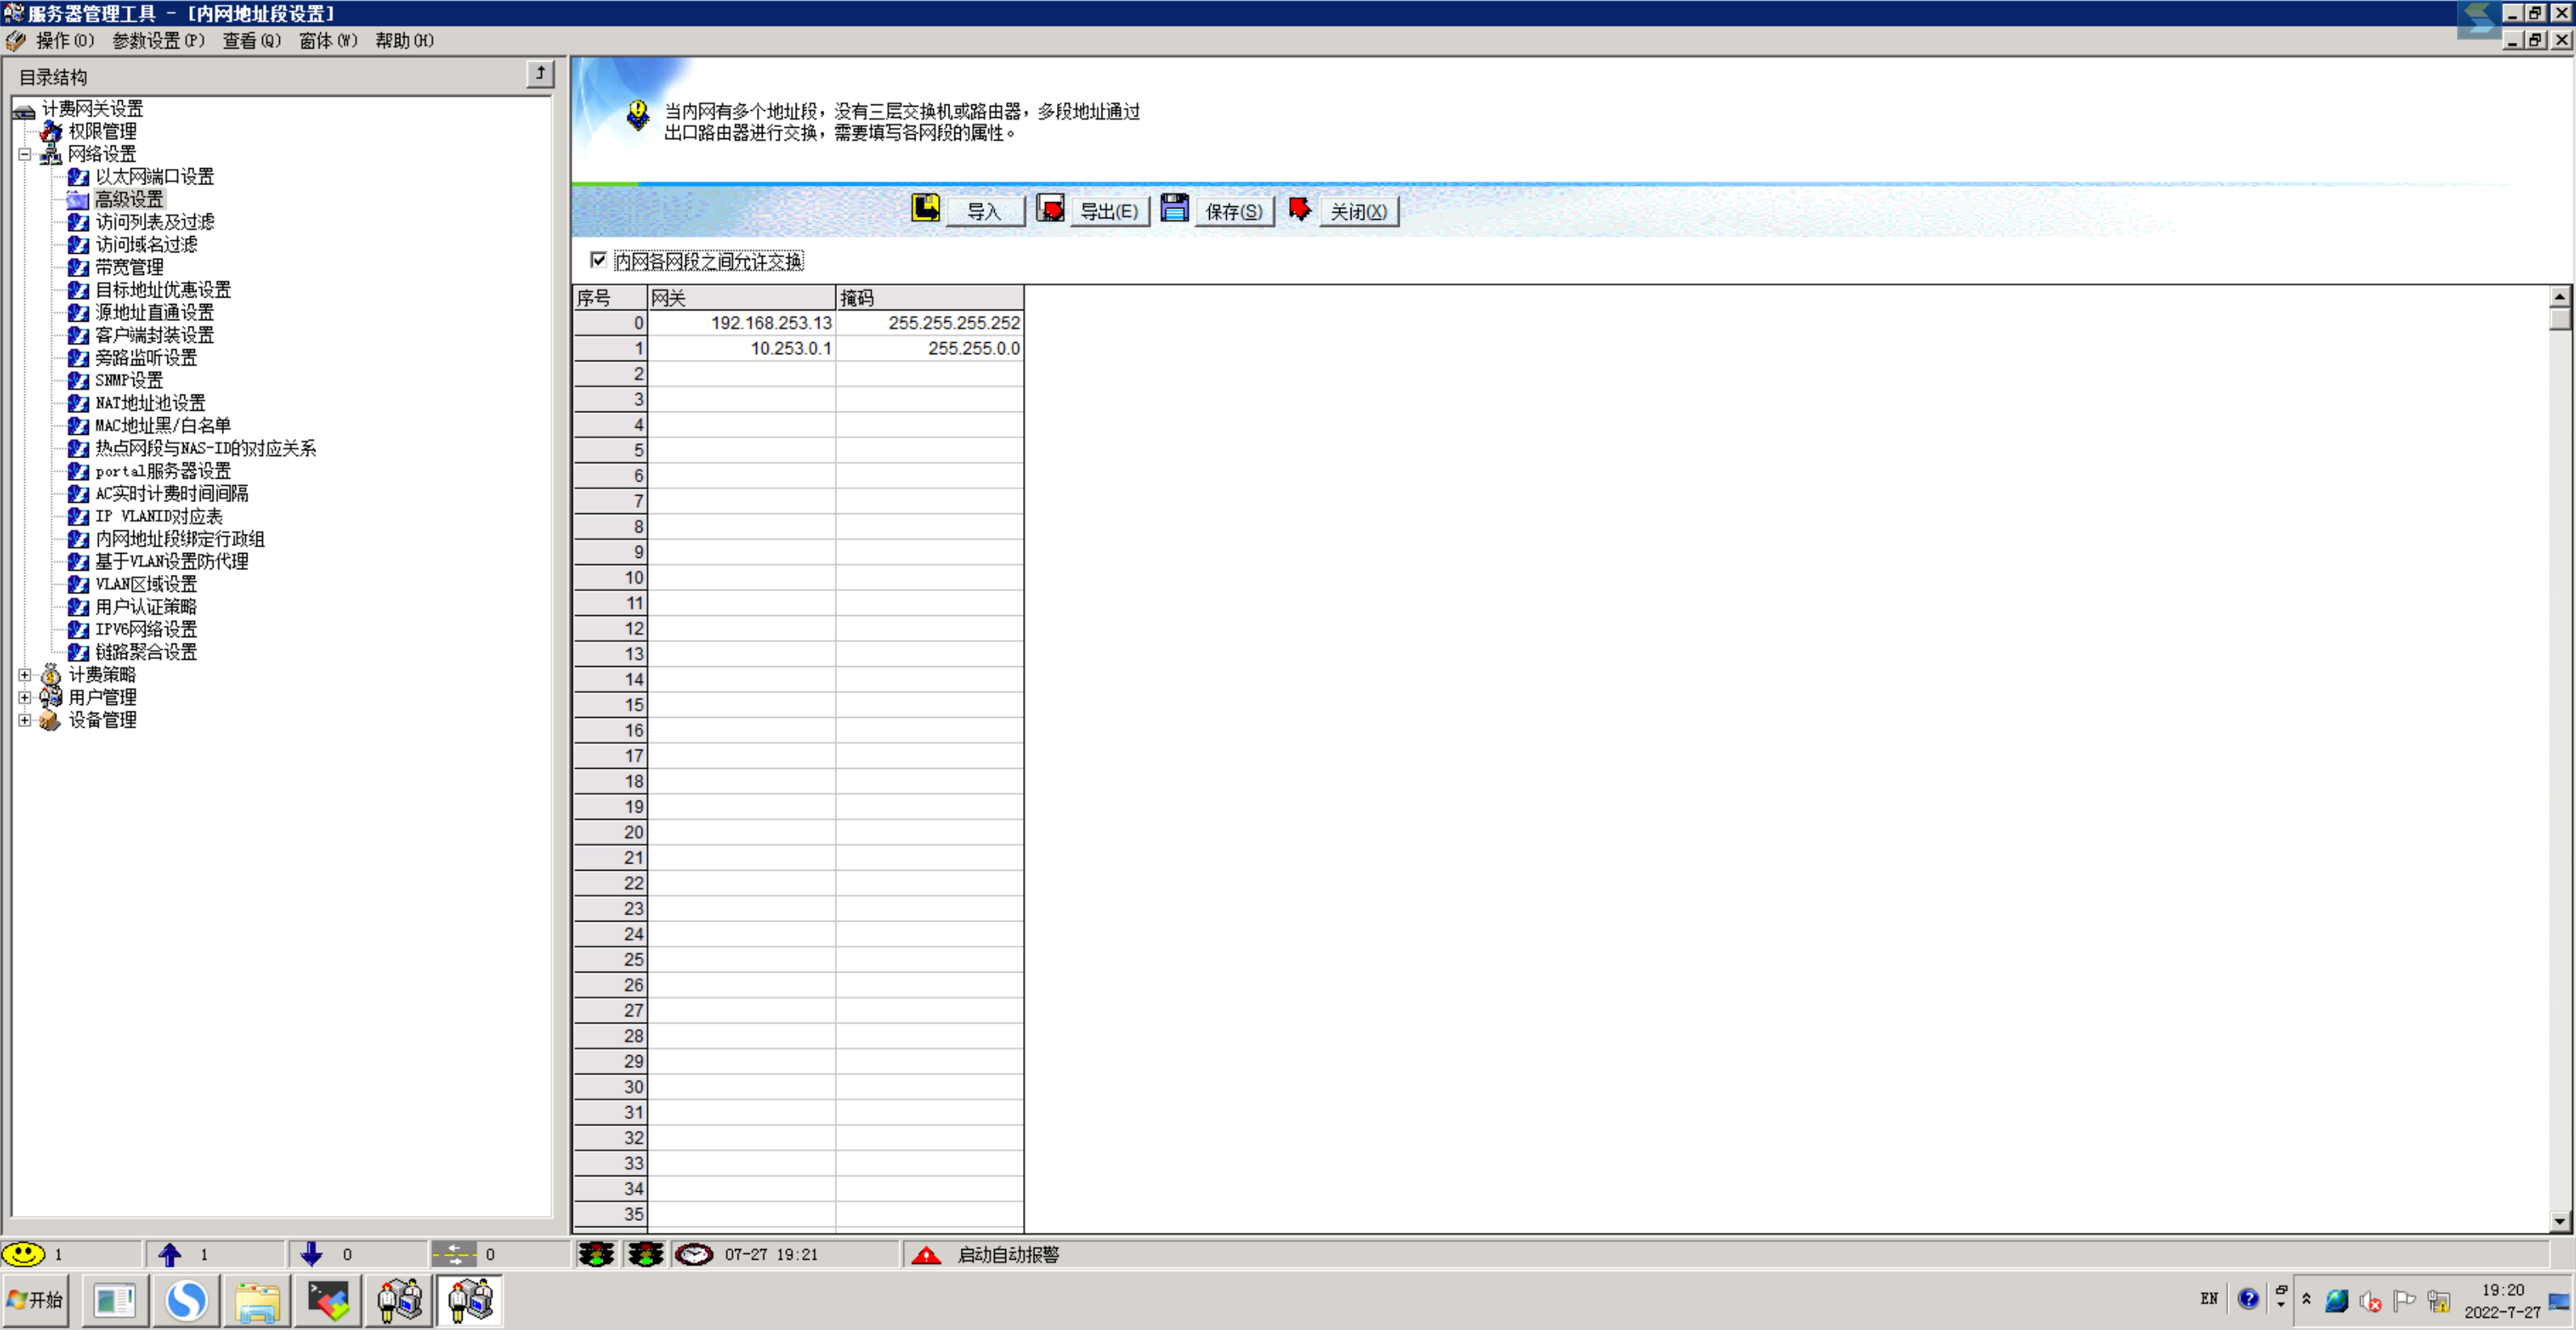 服务器管理工具 - [内网地址段设置]
操作(O) 参数设置(P) 查看(Q) 窗体(W) 帮助(H)
目录结构
计费网关设置
权限管理
网络设置
以太网端口设置
高级设置
访问列表及过滤
访问域名过滤
带宽管理
目标地址优惠设置
源地址直通设置
客户端封装设置
旁路监听设置
SNMP设置
NAT地址池设置
MAC地址黑/白名单
热点网段与NAS-ID的对应关系
portal服务器设置
AC实时计费时间间隔
IP VLANID对应表
内网地址段绑定行政组
基于VLAN设置防代理
VLAN区域设置
用户认证策略
IPV6网络设置
链路聚合设置
计费策略
用户管理
设备管理
当内网有多个地址段，没有三层交换机或路由器，多段地址通过
出口路由器进行交换，需要填写各网段的属性。
导入 导出(E) 保存(S) 关闭(X)
内网各网段之间允许交换
序号 网关 掩码
0 192.168.253.13 255.255.255.252
1 10.253.0.1 255.255.0.0
2
3
4
5
6
7
8
9
10
11
12
13
14
15
16
17
18
19
20
21
22
23
24
25
26
27
28
29
30
31
32
33
34
35
1 1 0 0 07-27 19:21 启动自动报警
开始 EN 19:20
2022-7-27